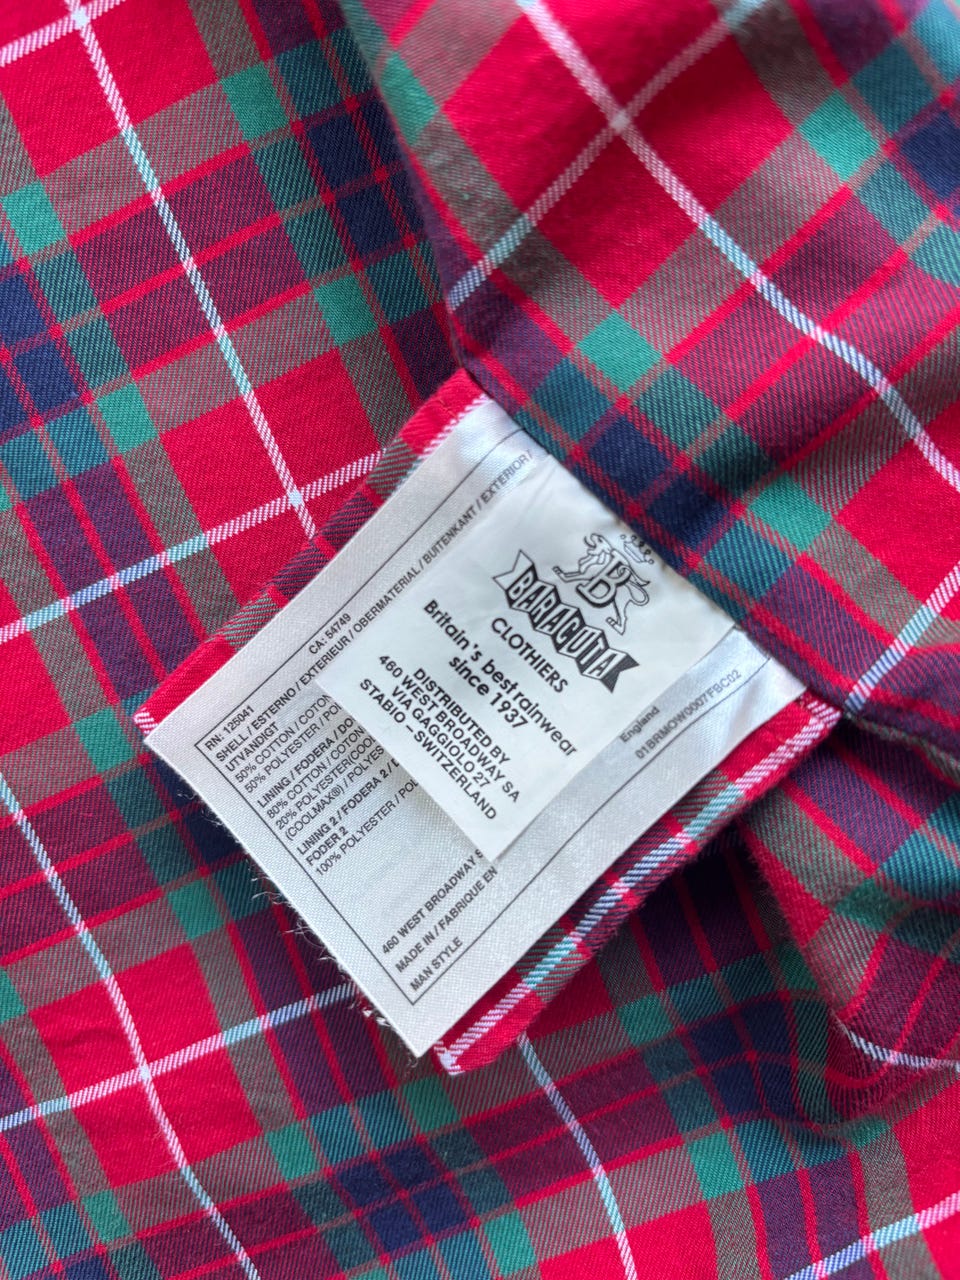 B
BARACUTA
CLOTHIERS
Britain's best rainwear
since 1937
DISTRIBUTED BY
460 WEST BROADWAY SA
VIA GAGGIOLO 27
STABIO - SWITZERLAND
RN: 125041 CA: 54749
SHELL / ESTERNO / EXTERIEUR / OBERMATERIAL / BUITENKANT / EXTERIOR /
UTVANDIGT
50% COTTON / COTO
50% POLYESTER / POL
LINING / FODERA / DO
80% COTTON / COTON
20% POLYESTER(COO
(COOLMAX®) / POLYES
LINING 2 / FODERA 2 /
FODER 2
100% POLYESTER / POL
460 WEST BROADWAY S
MADE IN / FABRIQUE EN
England
MAN STYLE
01BRMOW0007FBC02